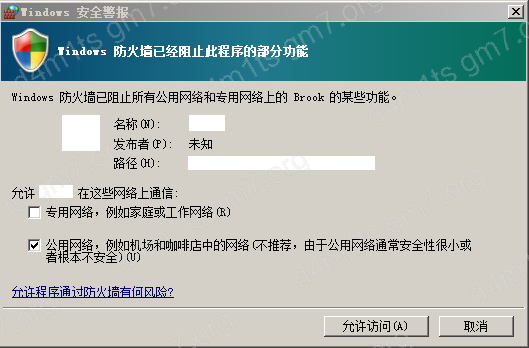 Windows 安全警报
Windows 防火墙已经阻止此程序的部分功能
Windows 防火墙已阻止所有公用网络和专用网络上的 Brook 的某些功能。
名称(N):
发布者(P): 未知
路径(H):
允许 在这些网络上通信:
专用网络，例如家庭或工作网络(R)
公用网络，例如机场和咖啡店中的网络(不推荐，由于公用网络通常安全性很小或
者根本不安全)(U)
允许程序通过防火墙有何风险?
允许访问(A) 取消